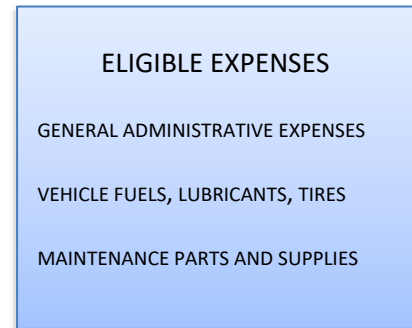 ELIGIBLE EXPENSES
GENERAL ADMINISTRATIVE EXPENSES
VEHICLE FUELS, LUBRICANTS, TIRES
MAINTENANCE PARTS AND SUPPLIES